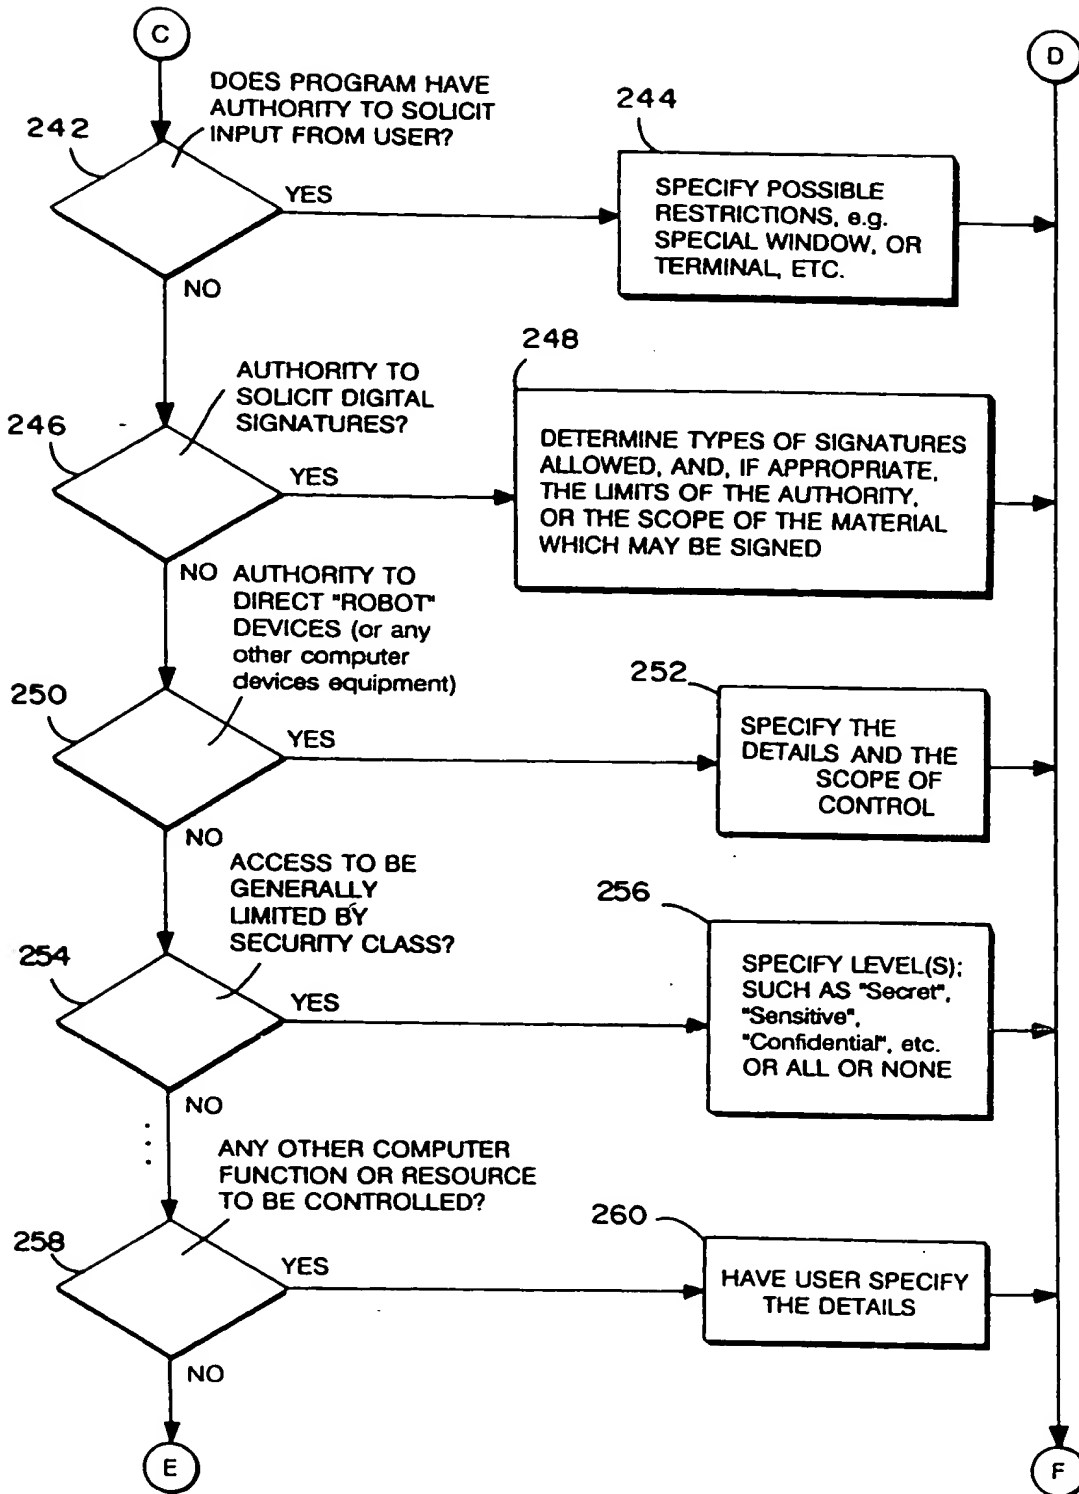 C
D
DOES PROGRAM HAVE
AUTHORITY TO SOLICIT
INPUT FROM USER?
242
YES
244
SPECIFY POSSIBLE
RESTRICTIONS, e.g.
SPECIAL WINDOW, OR
TERMINAL, ETC.
NO
AUTHORITY TO
SOLICIT DIGITAL
SIGNATURES?
246
YES
248
DETERMINE TYPES OF SIGNATURES
ALLOWED, AND, IF APPROPRIATE,
THE LIMITS OF THE AUTHORITY,
OR THE SCOPE OF THE MATERIAL
WHICH MAY BE SIGNED
NO
AUTHORITY TO
DIRECT "ROBOT"
DEVICES (or any
other computer
devices equipment)
250
YES
252
SPECIFY THE
DETAILS AND THE
SCOPE OF
CONTROL
NO
ACCESS TO BE
GENERALLY
LIMITED BY
SECURITY CLASS?
254
YES
256
SPECIFY LEVEL(S);
SUCH AS "Secret",
"Sensitive",
"Confidential", etc.
OR ALL OR NONE
NO
ANY OTHER COMPUTER
FUNCTION OR RESOURCE
TO BE CONTROLLED?
258
YES
260
HAVE USER SPECIFY
THE DETAILS
NO
E
F